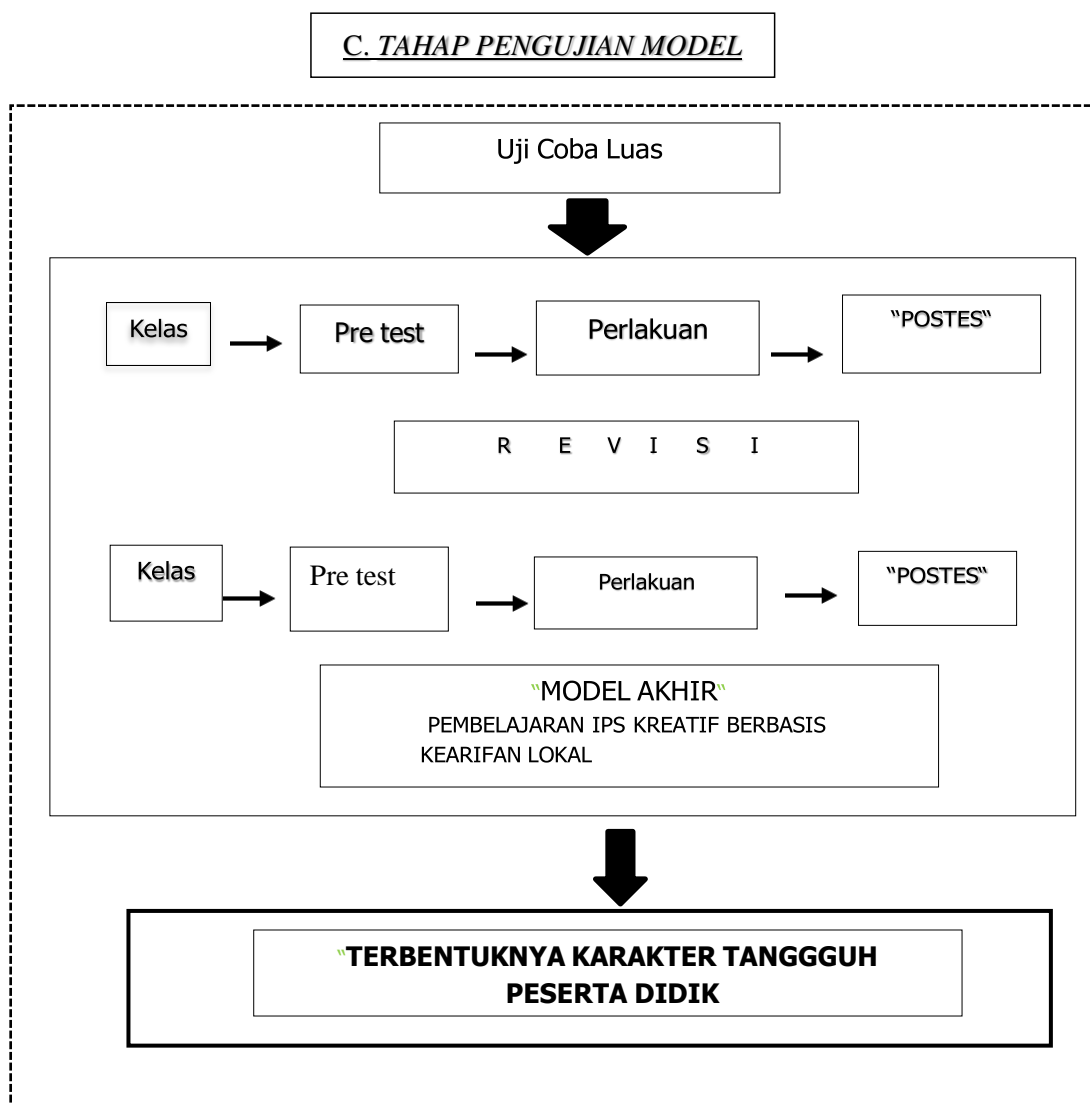 C. TAHAP PENGUJIAN MODEL
Uji Coba Luas
Kelas
Pre test
Perlakuan
“POSTES“
R E V I S I
Kelas
Pre test
Perlakuan
“POSTES“
“MODEL AKHIR“
PEMBELAJARAN IPS KREATIF BERBASIS
KEARIFAN LOKAL
“TERBENTUKNYA KARAKTER TANGGGUH
PESERTA DIDIK